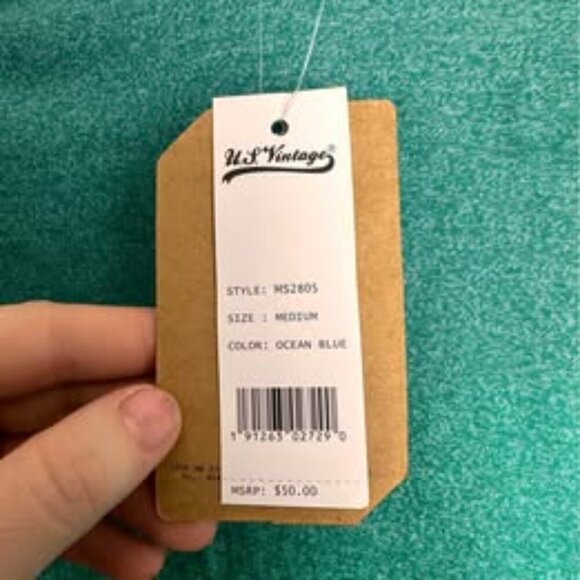 U.S. Vintage®
STYLE: MS2805
SIZE : MEDIUM
COLOR: OCEAN BLUE
1 91263 02729 0
MSRP: $50.00